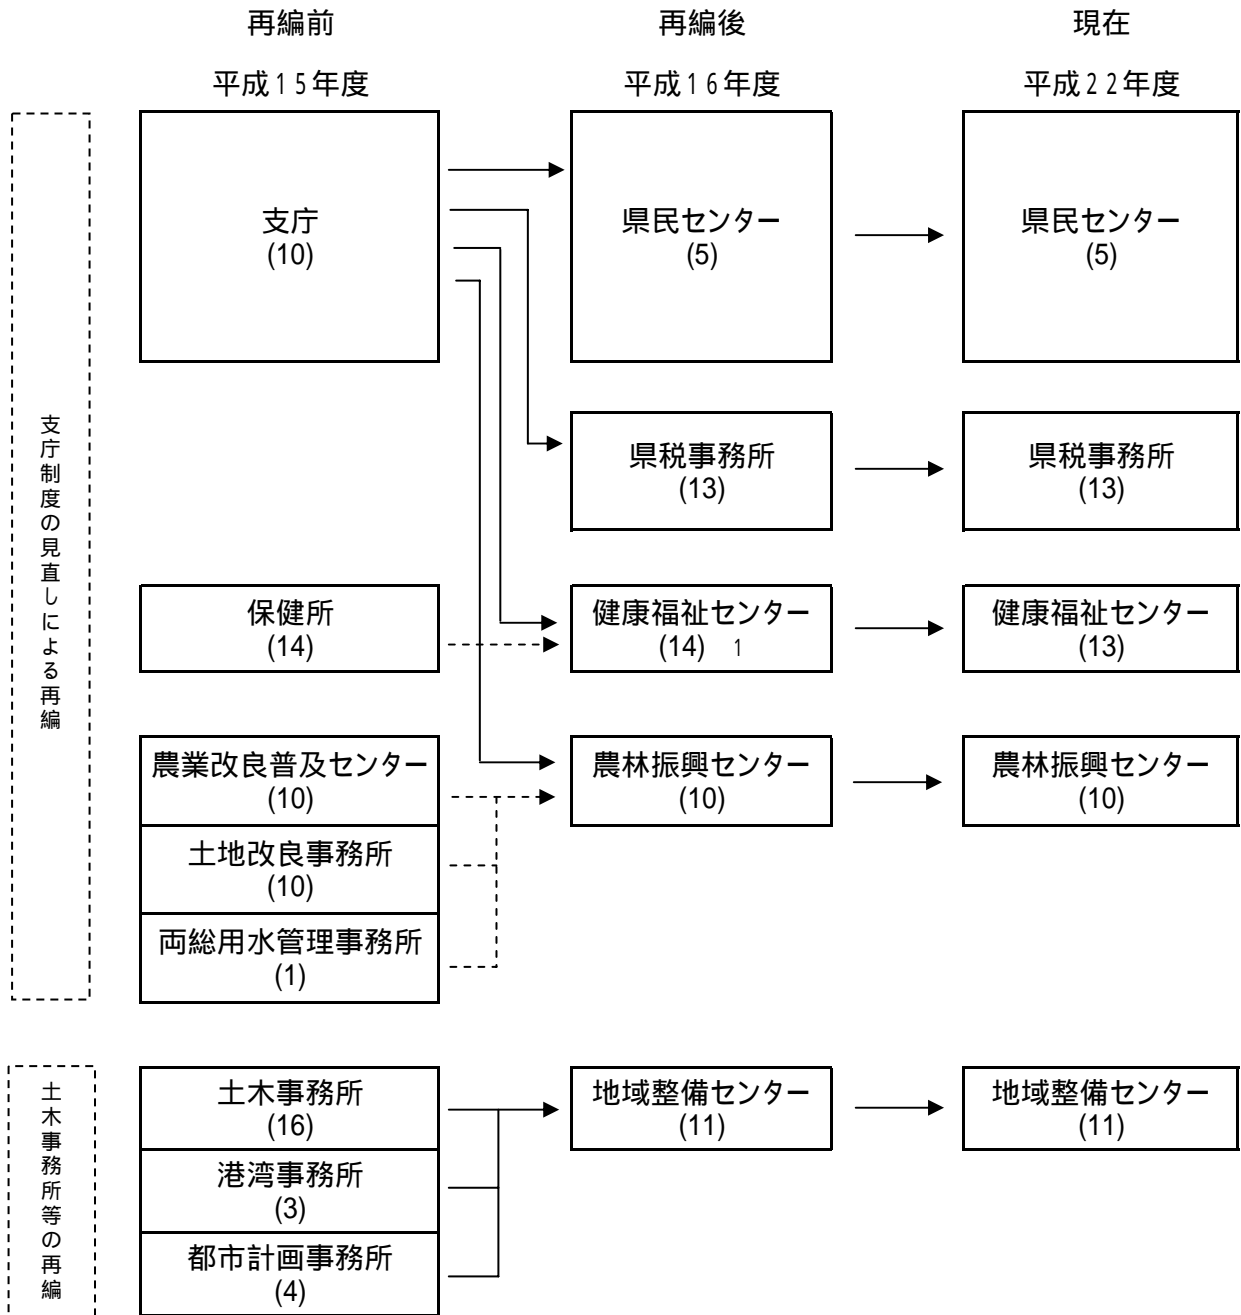 再編前
再編後
現在
平成１５年度
平成１６年度
平成２２年度
支庁制度の見直しによる再編
支庁
(10)
県民センター
(5)
県民センター
(5)
県税事務所
(13)
県税事務所
(13)
保健所
(14)
健康福祉センター
(14) 1
健康福祉センター
(13)
農業改良普及センター
(10)
農林振興センター
(10)
農林振興センター
(10)
土地改良事務所
(10)
両総用水管理事務所
(1)
土木事務所等の再編
土木事務所
(16)
地域整備センター
(11)
地域整備センター
(11)
港湾事務所
(3)
都市計画事務所
(4)